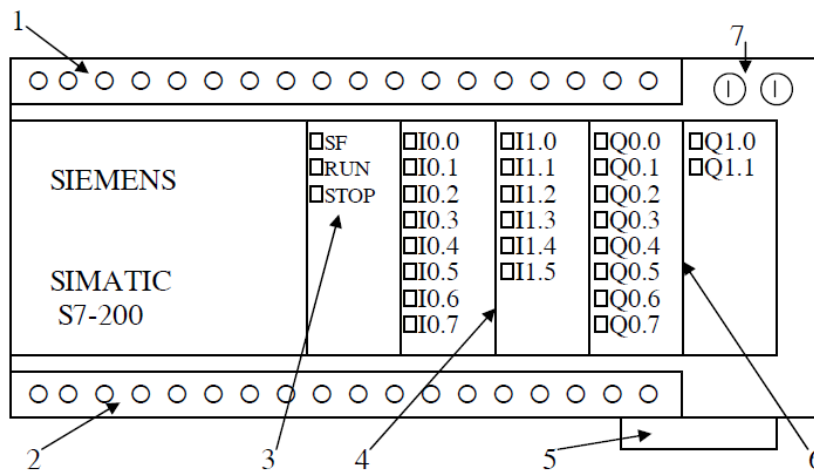 1
7
SIEMENS
SIMATIC
S7-200
SF
RUN
STOP
I0.0
I0.1
I0.2
I0.3
I0.4
I0.5
I0.6
I0.7
I1.0
I1.1
I1.2
I1.3
I1.4
I1.5
Q0.0
Q0.1
Q0.2
Q0.3
Q0.4
Q0.5
Q0.6
Q0.7
Q1.0
Q1.1
2
3
4
5
6